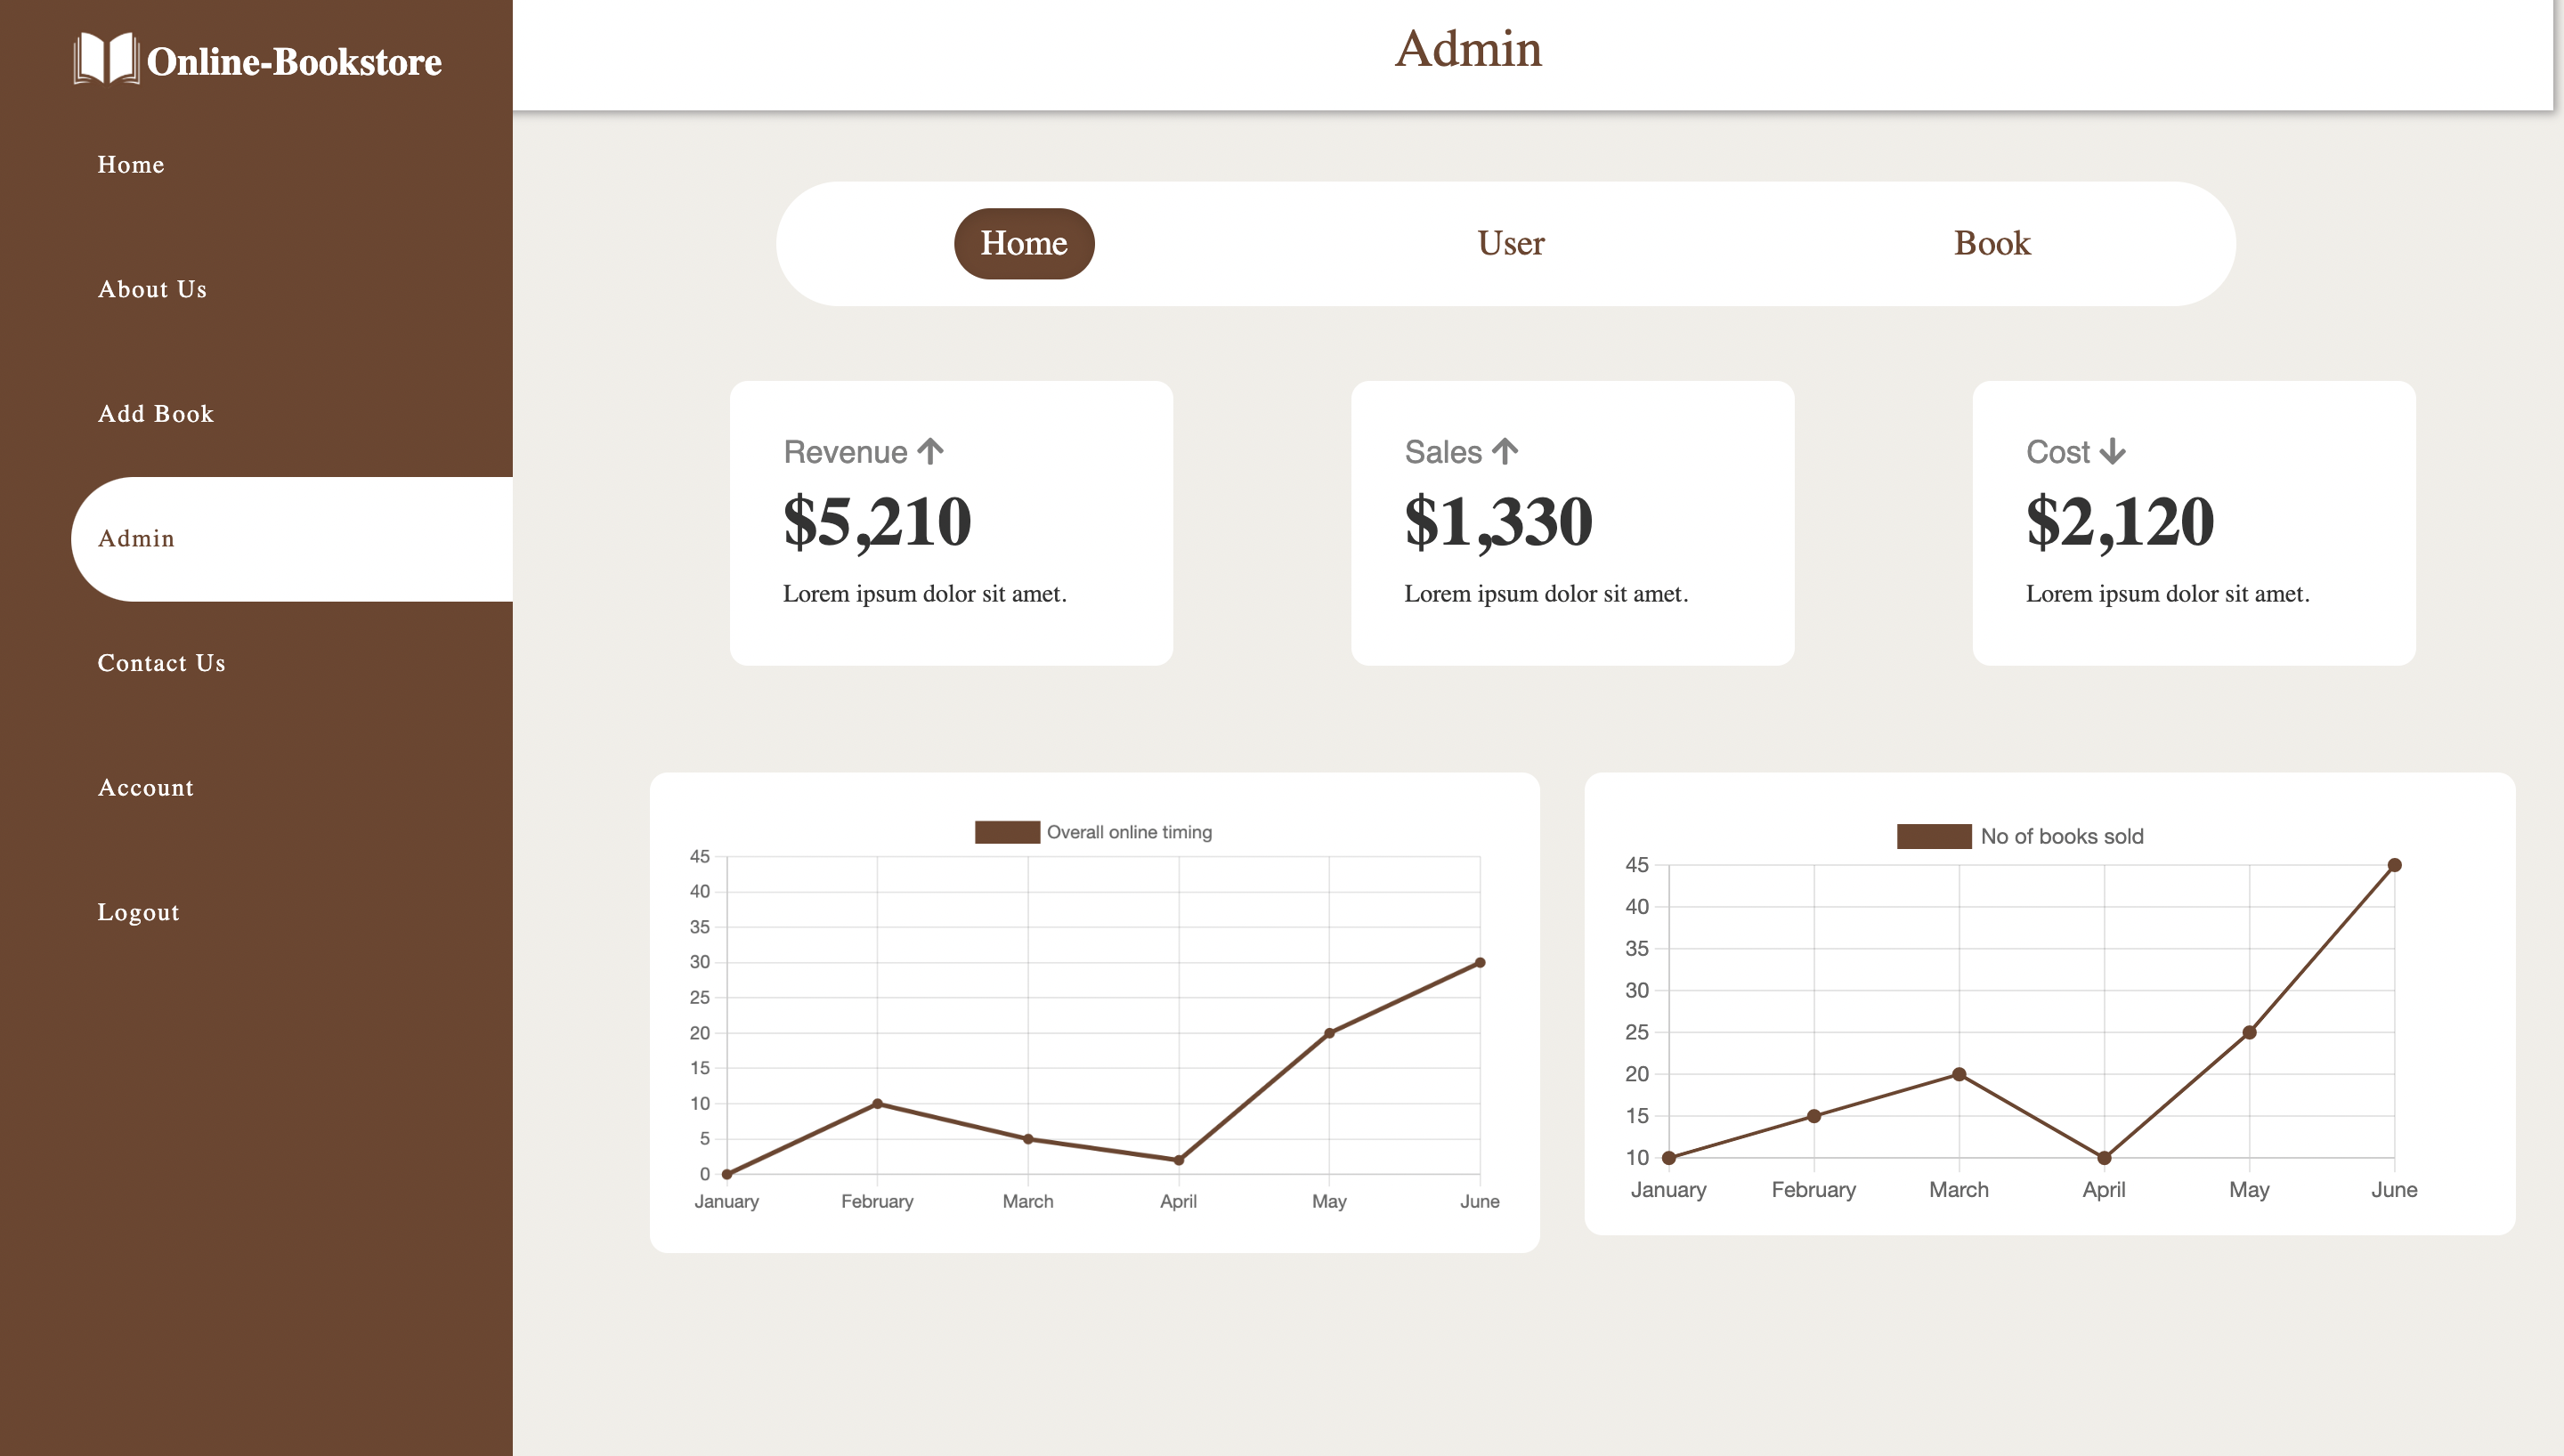 Online-Bookstore
Home
About Us
Add Book
Admin
Contact Us
Account
Logout
Admin
Home User Book
Revenue
$5,210
Lorem ipsum dolor sit amet.
Sales
$1,330
Lorem ipsum dolor sit amet.
Cost
$2,120
Lorem ipsum dolor sit amet.
Overall online timing
45
40
35
30
25
20
15
10
5
0
January February March April May June
No of books sold
45
40
35
30
25
20
15
10
January February March April May June